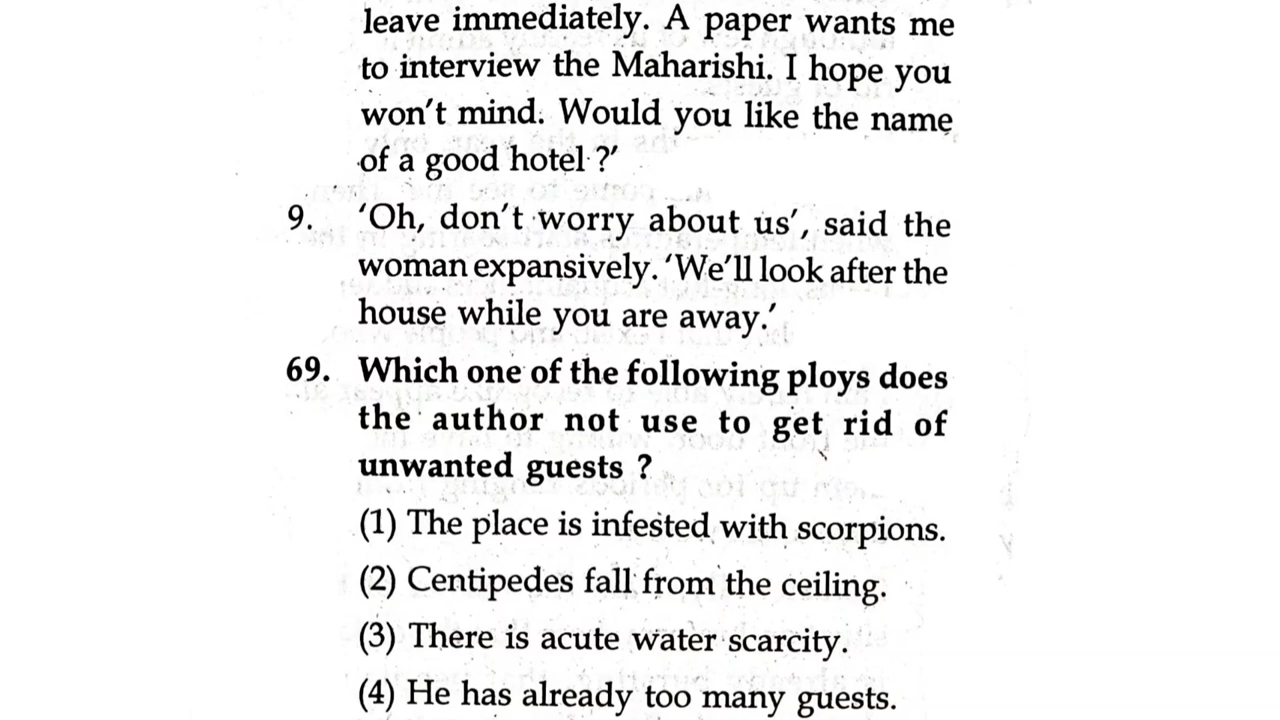 leave immediately. A paper wants me
to interview the Maharishi. I hope you
won't mind. Would you like the name
of a good hotel ?'
9. 'Oh, don't worry about us', said the
woman expansively. 'We'll look after the
house while you are away.'
69. Which one of the following ploys does
the author not use to get rid of
unwanted guests ?
(1) The place is infested with scorpions.
(2) Centipedes fall from the ceiling.
(3) There is acute water scarcity.
(4) He has already too many guests.